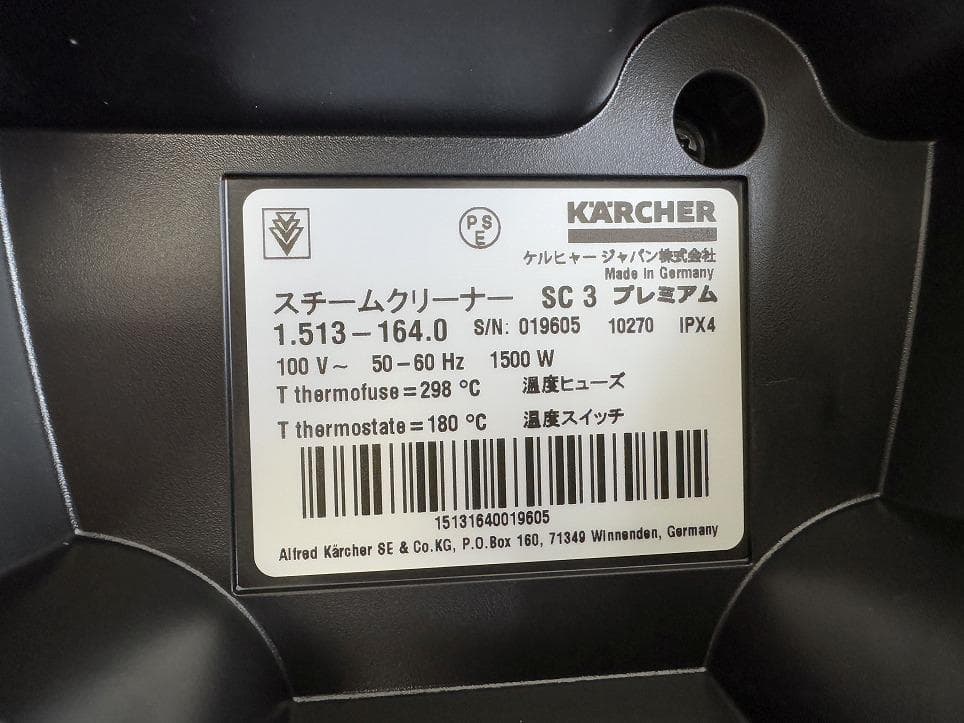 PSE
KÄRCHER
ケルヒャー ジャパン株式会社
Made in Germany
スチームクリーナー SC 3 プレミアム
1.513-164.0 S/N: 019605 10270 IPX4
100 V~ 50-60 Hz 1500 W
T thermofuse=298 °C 温度ヒューズ
T thermostate=180 °C 温度スイッチ
15131640019605
Alfred Kärcher SE & Co.KG, P.O.Box 160, 71349 Winnenden, Germany